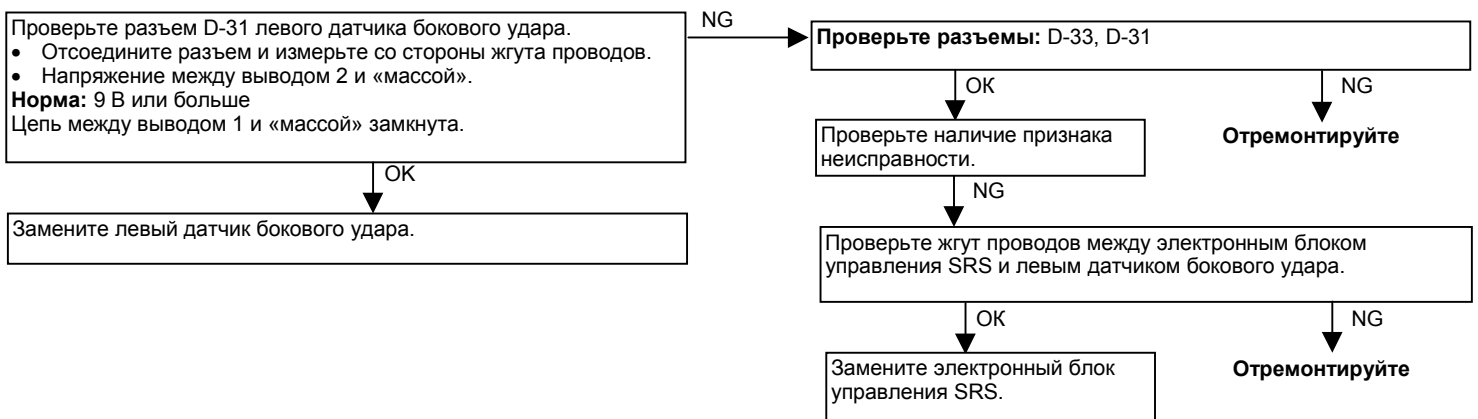 Проверьте разъем D-31 левого датчика бокового удара.
• Отсоедините разъем и измерьте со стороны жгута проводов.
• Напряжение между выводом 2 и «массой».
Норма: 9 В или больше
Цепь между выводом 1 и «массой» замкнута.
NG
Проверьте разъемы: D-33, D-31
OK
Замените левый датчик бокового удара.
OK
NG
Проверьте наличие признака
неисправности.
Отремонтируйте
NG
Проверьте жгут проводов между электронным блоком
управления SRS и левым датчиком бокового удара.
OK
NG
Замените электронный блок
управления SRS.
Отремонтируйте